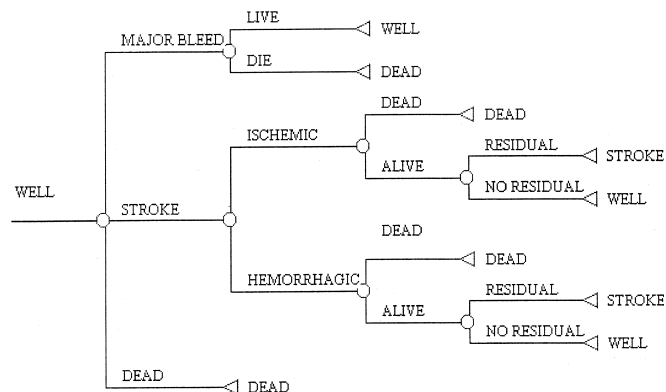 LIVE
MAJOR BLEED
WELL
DIE
DEAD
DEAD
DEAD
ISCHEMIC
RESIDUAL
STROKE
ALIVE
NO RESIDUAL
WELL
WELL
STROKE
DEAD
DEAD
HEMORRHAGIC
RESIDUAL
STROKE
ALIVE
NO RESIDUAL
WELL
DEAD
DEAD